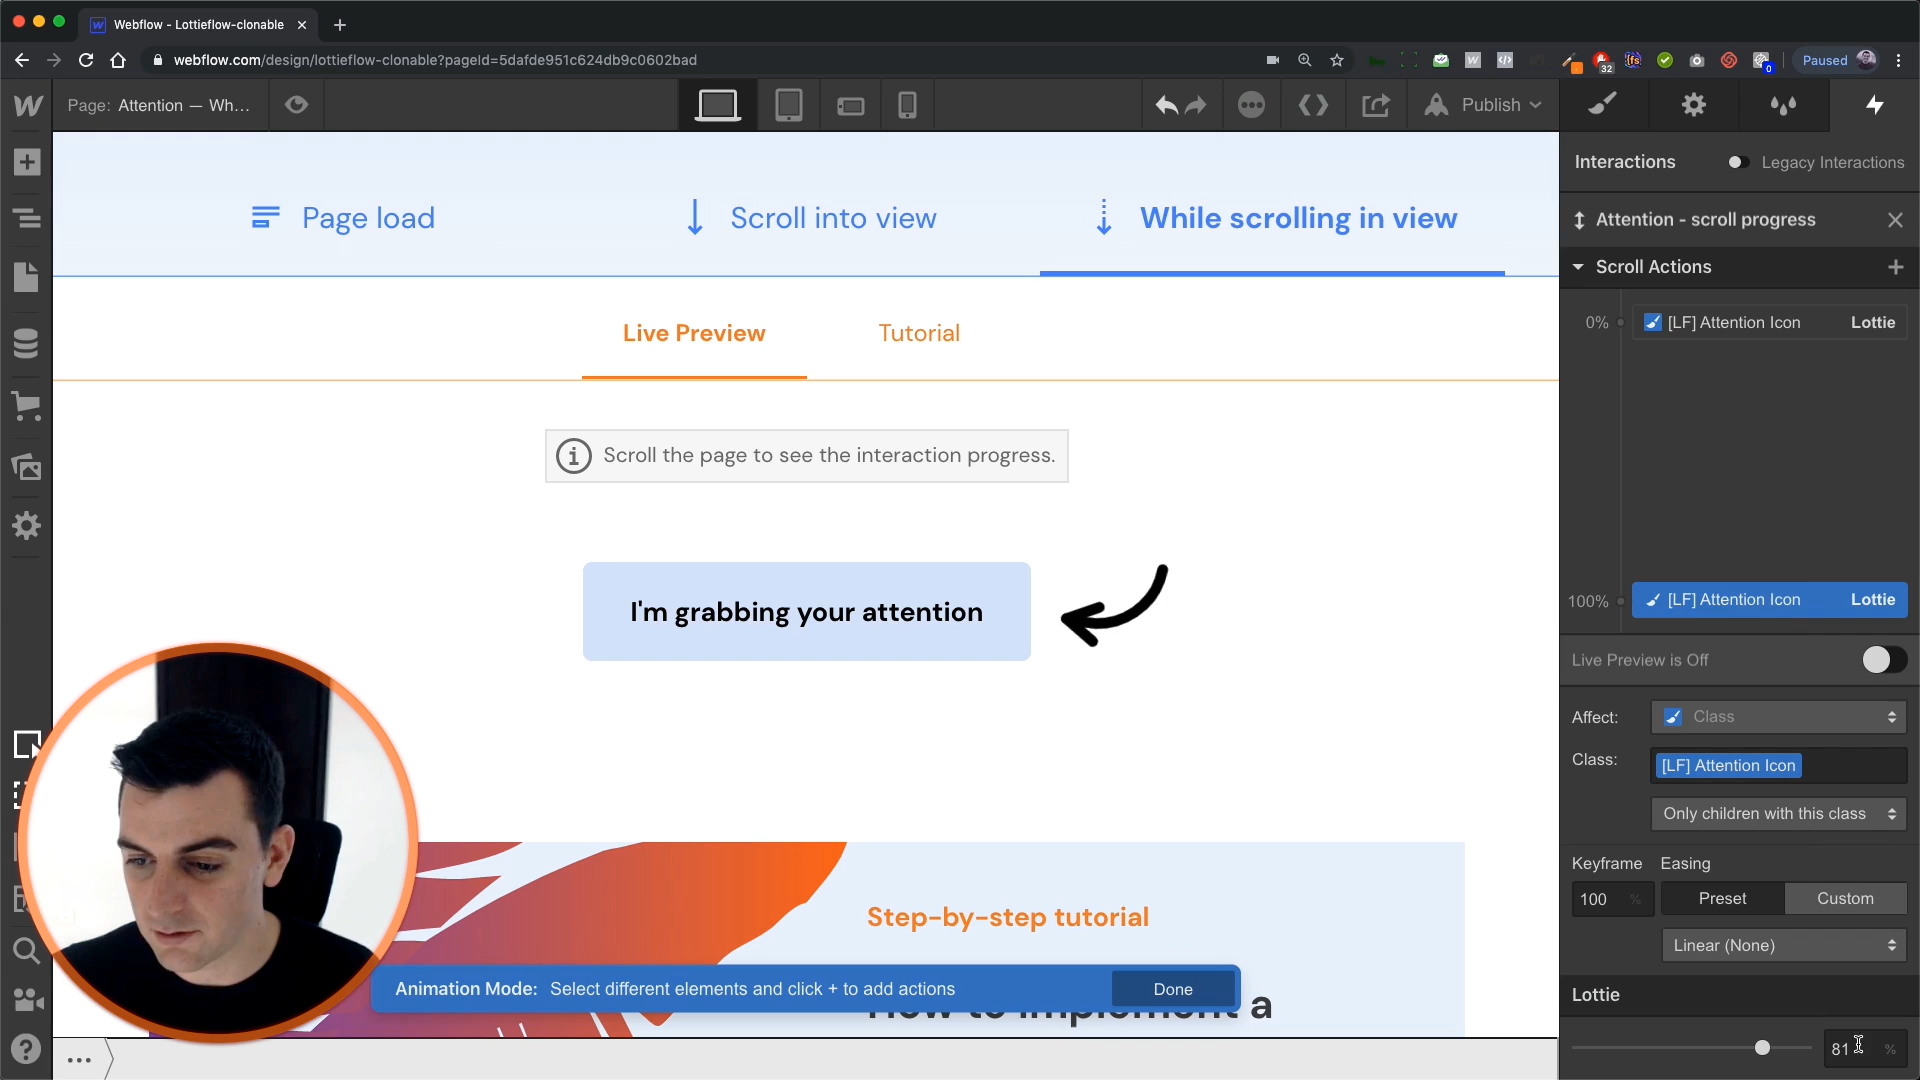 Webflow - Lottieflow-clonable
webflow.com/design/lottieflow-clonable?pageId=5dafde951c624db9c0602bad
32
0
Paused
Page: Attention — Wh...
Publish
Page load
Scroll into view
While scrolling in view
Live Preview
Tutorial
Scroll the page to see the interaction progress.
I'm grabbing your attention
Step-by-step tutorial
How to implement a
Animation Mode: Select different elements and click + to add actions
Done
Interactions
Legacy Interactions
Attention - scroll progress
Scroll Actions
0%
[LF] Attention Icon
Lottie
100%
[LF] Attention Icon
Lottie
Live Preview is Off
Affect:
Class
Class:
[LF] Attention Icon
Only children with this class
Keyframe
Easing
100 %
Preset
Custom
Linear (None)
Lottie
81 %